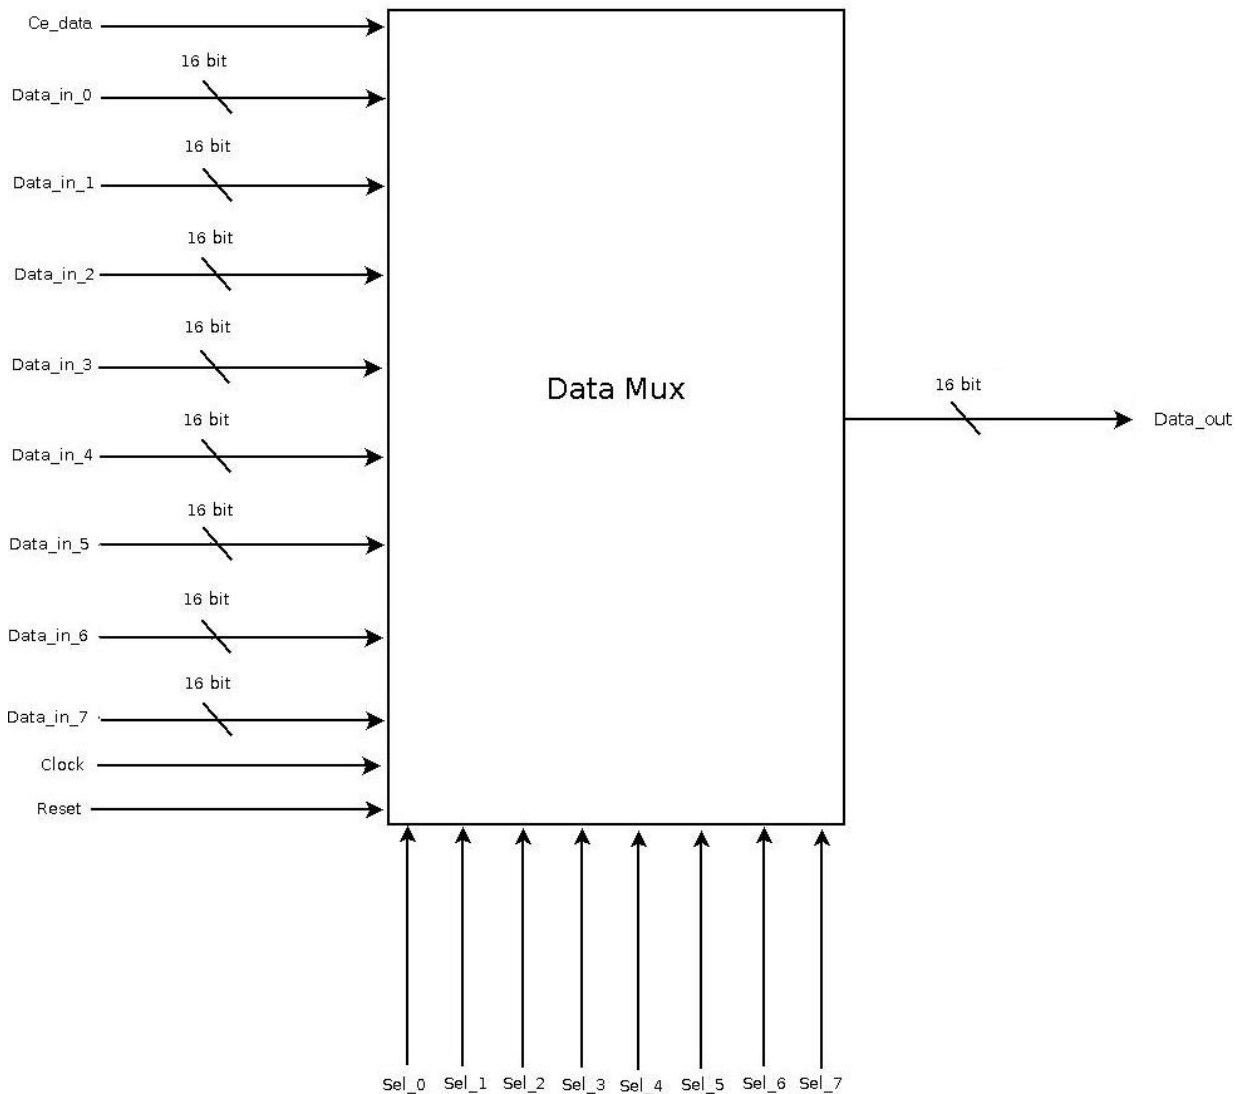 Ce_data
16 bit
Data_in_0
16 bit
Data_in_1
16 bit
Data_in_2
16 bit
Data_in_3
16 bit
Data_in_4
16 bit
Data_in_5
16 bit
Data_in_6
16 bit
Data_in_7
Clock
Reset
Data Mux
16 bit
Data_out
Sel_0 Sel_1 Sel_2 Sel_3 Sel_4 Sel_5 Sel_6 Sel_7